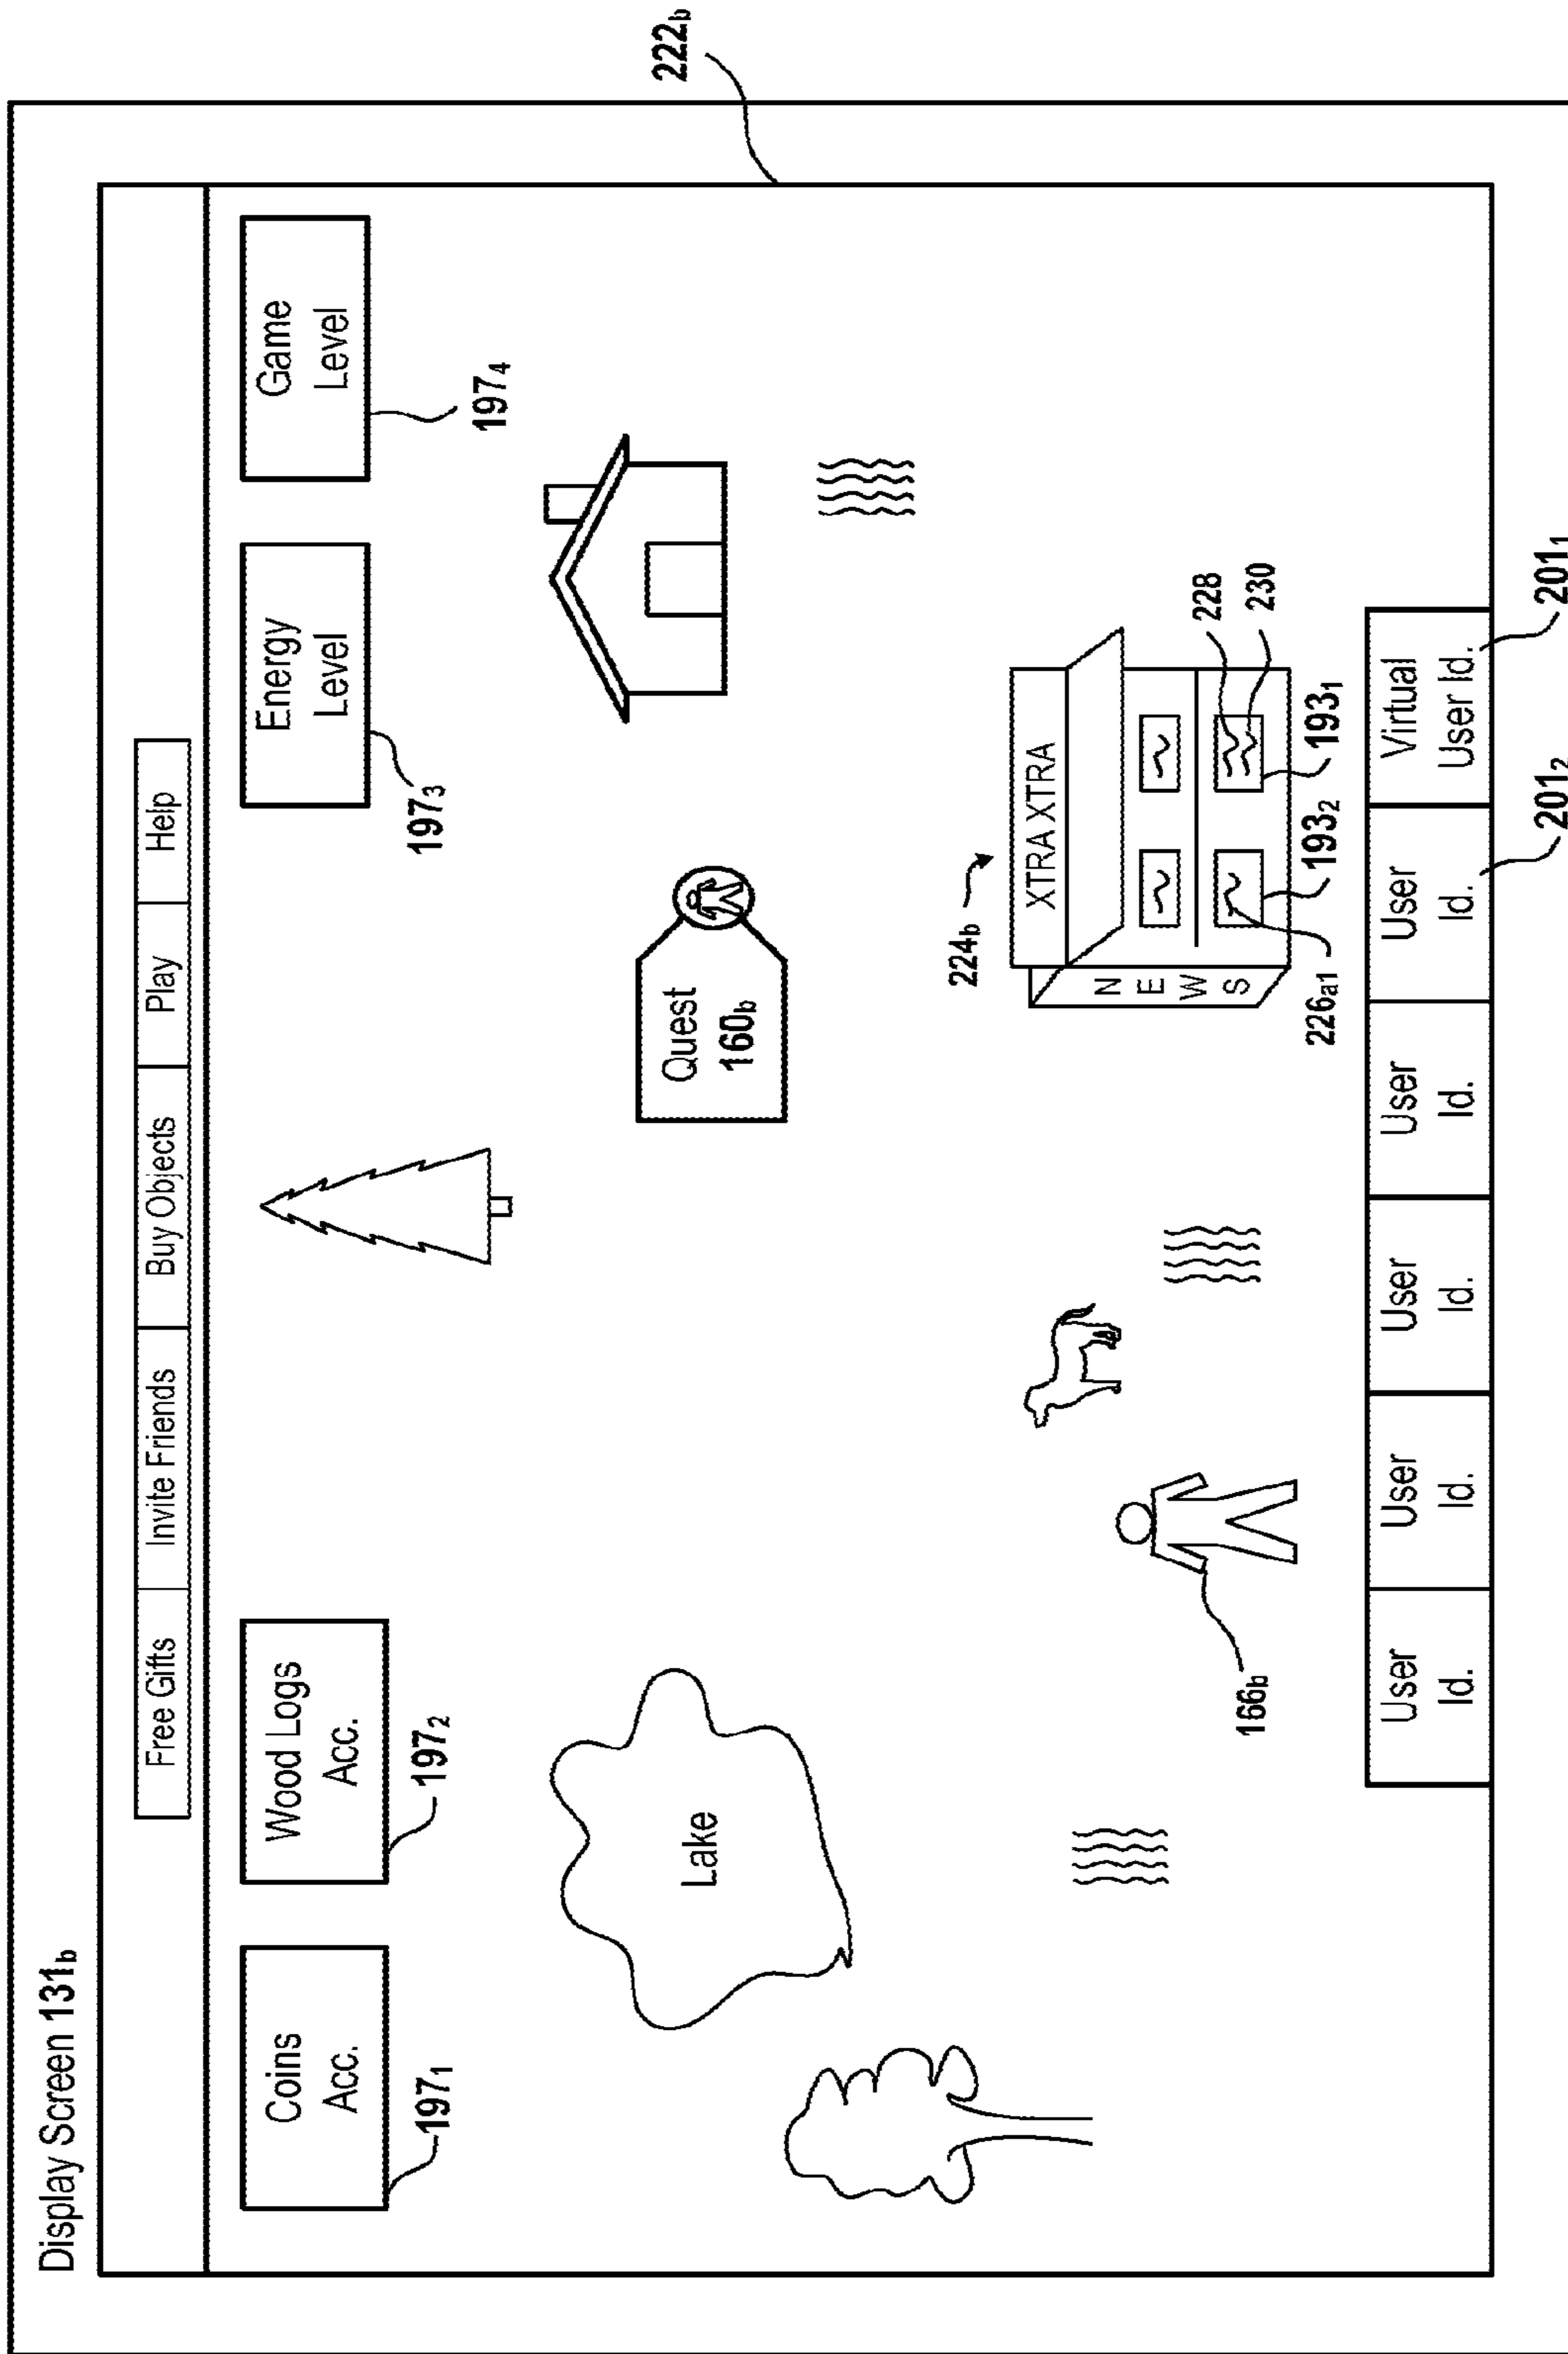 Display Screen 131b
222b
Free Gifts
Invite Friends
Buy Objects
Play
Help
Coins
Acc.
197₁
Wood Logs
Acc.
197₂
Energy
Level
197₃
Game
Level
197₄
Lake
Quest
160b
224b
XTRA XTRA
N
E
W
S
226a1
193₂
193₁
228
230
166b
User
Id.
User
Id.
User
Id.
User
Id.
User
Id.
Virtual
User Id.
201₂
201₁